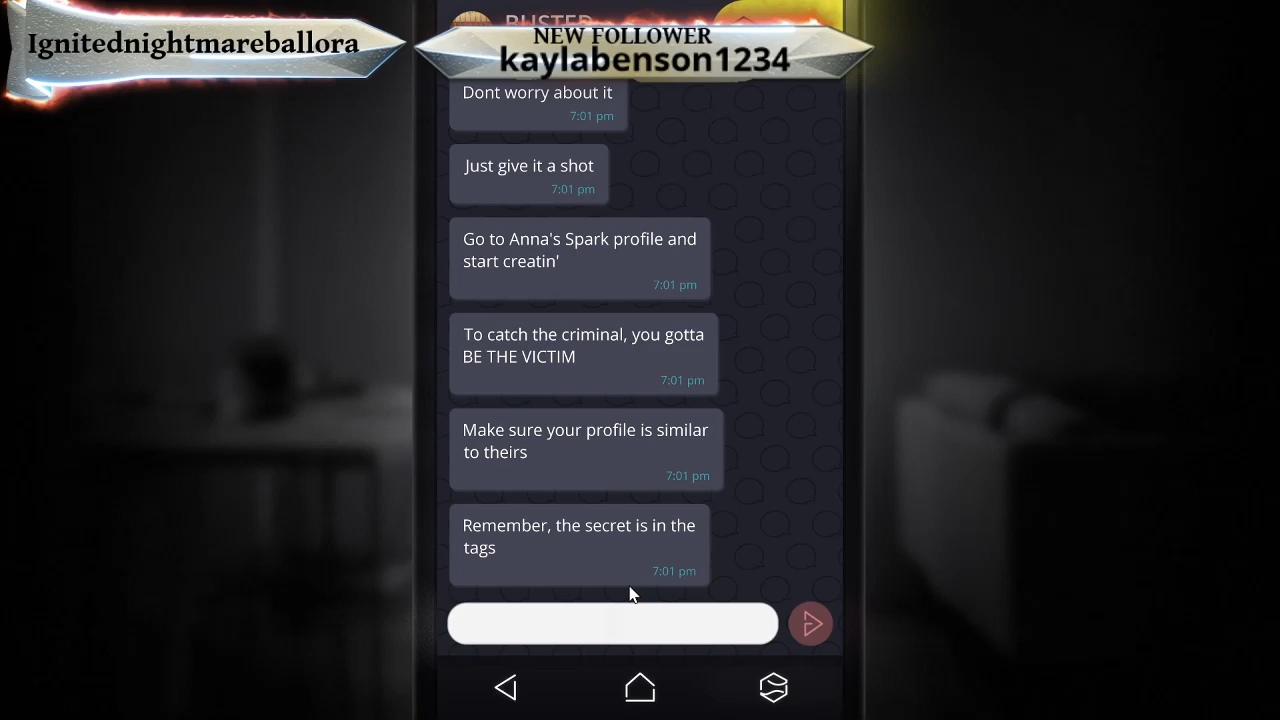 Ignitednightmareballora
NEW FOLLOWER
kaylabenson1234
BUSTED
Dont worry about it
7:01 pm
Just give it a shot
7:01 pm
Go to Anna's Spark profile and
start creatin'
7:01 pm
To catch the criminal, you gotta
BE THE VICTIM
7:01 pm
Make sure your profile is similar
to theirs
7:01 pm
Remember, the secret is in the
tags
7:01 pm